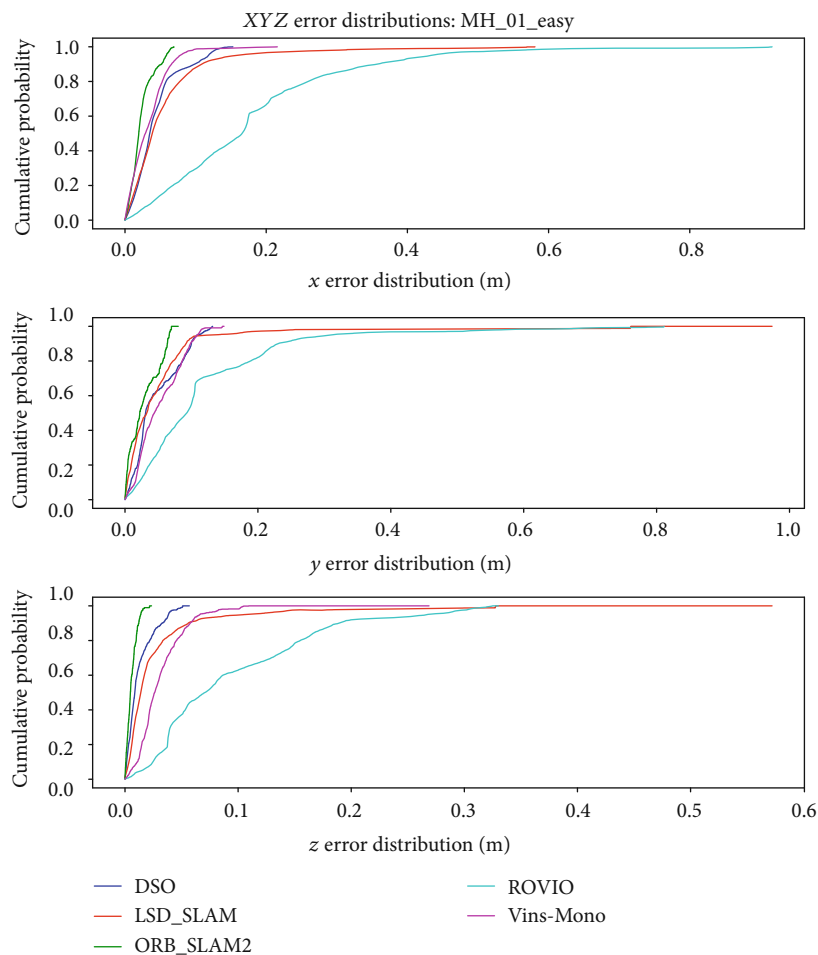 XYZ error distributions: MH_01_easy
Cumulative probability
1.0
0.8
0.6
0.4
0.2
0.0
0.0 0.2 0.4 0.6 0.8
x error distribution (m)
Cumulative probability
1.0
0.8
0.6
0.4
0.2
0.0
0.0 0.2 0.4 0.6 0.8 1.0
y error distribution (m)
Cumulative probability
1.0
0.8
0.6
0.4
0.2
0.0
0.0 0.1 0.2 0.3 0.4 0.5 0.6
z error distribution (m)
DSO
LSD_SLAM
ORB_SLAM2
ROVIO
Vins-Mono